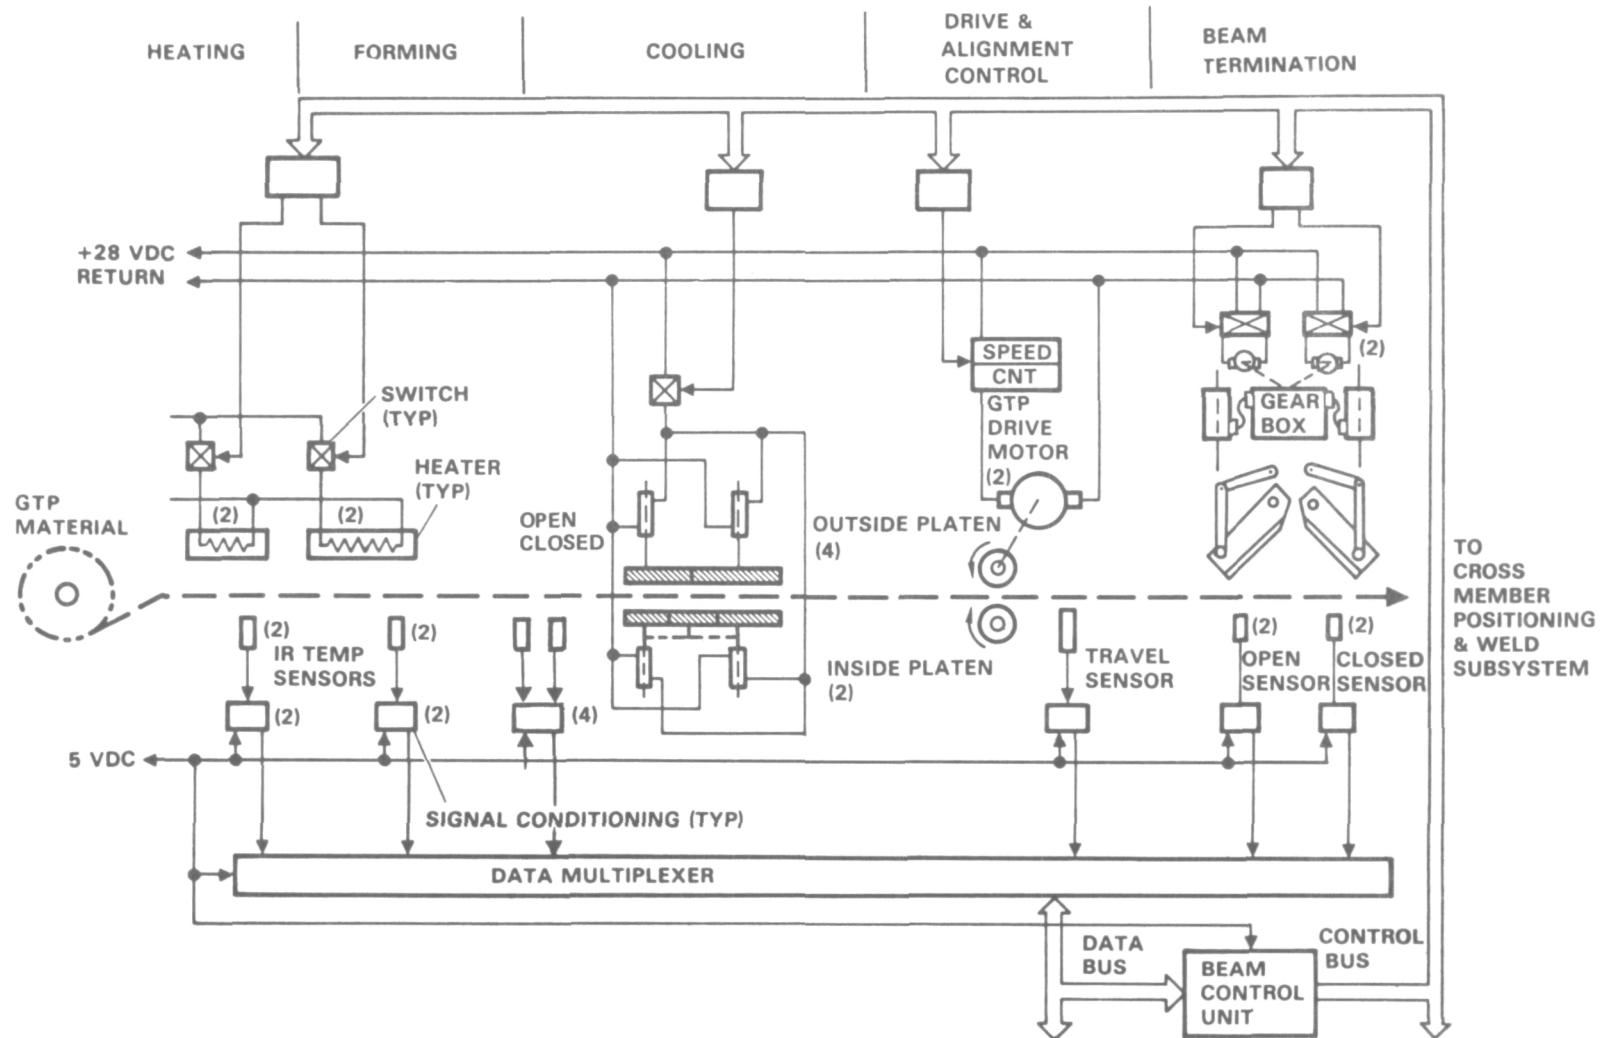 HEATING
FORMING
COOLING
DRIVE &
ALIGNMENT
CONTROL
BEAM
TERMINATION
+28 VDC
RETURN
SWITCH
(TYP)
HEATER
(TYP)
(2)
(2)
GTP
MATERIAL
OPEN
CLOSED
SPEED
CNT
GTP
DRIVE
MOTOR
(2)
OUTSIDE PLATEN
(4)
(2)
GEAR
BOX
TO
CROSS
MEMBER
POSITIONING
& WELD
SUBSYSTEM
(2)
(2)
IR TEMP
SENSORS
(2)
(2)
(4)
INSIDE PLATEN
(2)
TRAVEL
SENSOR
(2)
OPEN
SENSOR
(2)
CLOSED
SENSOR
5 VDC
SIGNAL CONDITIONING (TYP)
DATA MULTIPLEXER
DATA
BUS
BEAM
CONTROL
UNIT
CONTROL
BUS